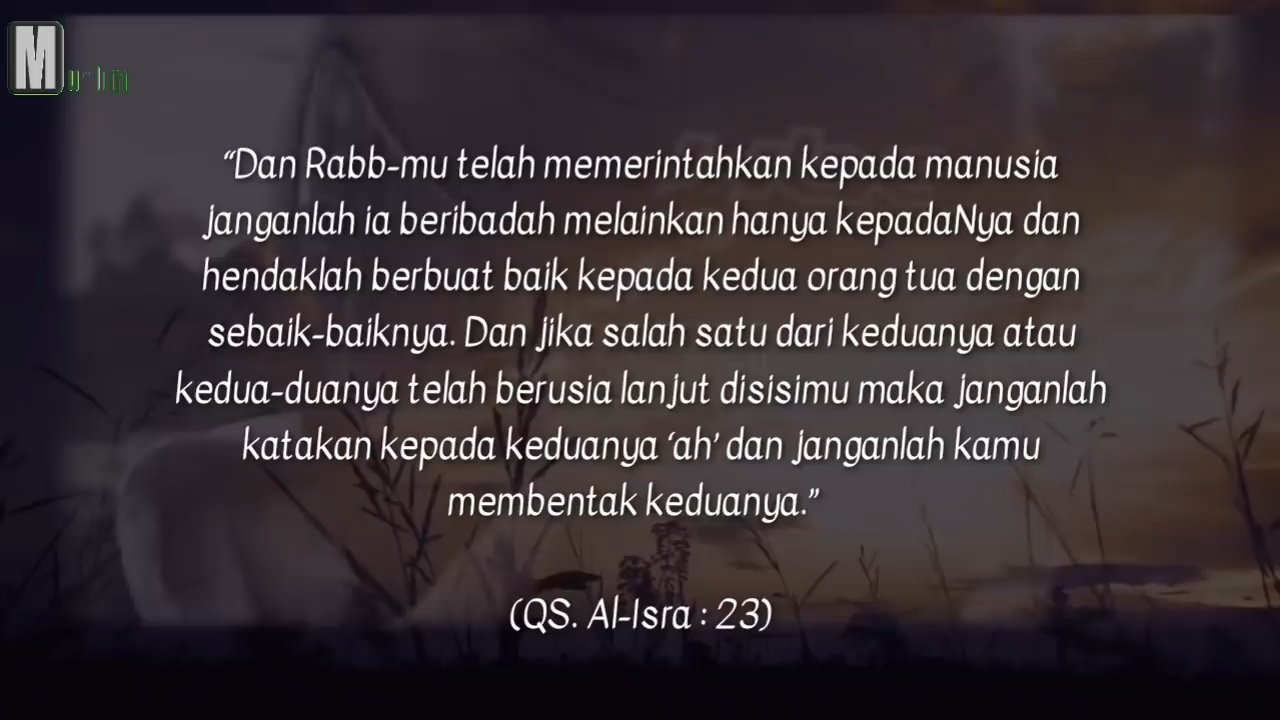 M
“Dan Rabb-mu telah memerintahkan kepada manusia
janganlah ia beribadah melainkan hanya kepadaNya dan
hendaklah berbuat baik kepada kedua orang tua dengan
sebaik-baiknya. Dan jika salah satu dari keduanya atau
kedua-duanya telah berusia lanjut disisimu maka janganlah
katakan kepada keduanya ‘ah’ dan janganlah kamu
membentak keduanya.”
(QS. Al-Isra : 23)